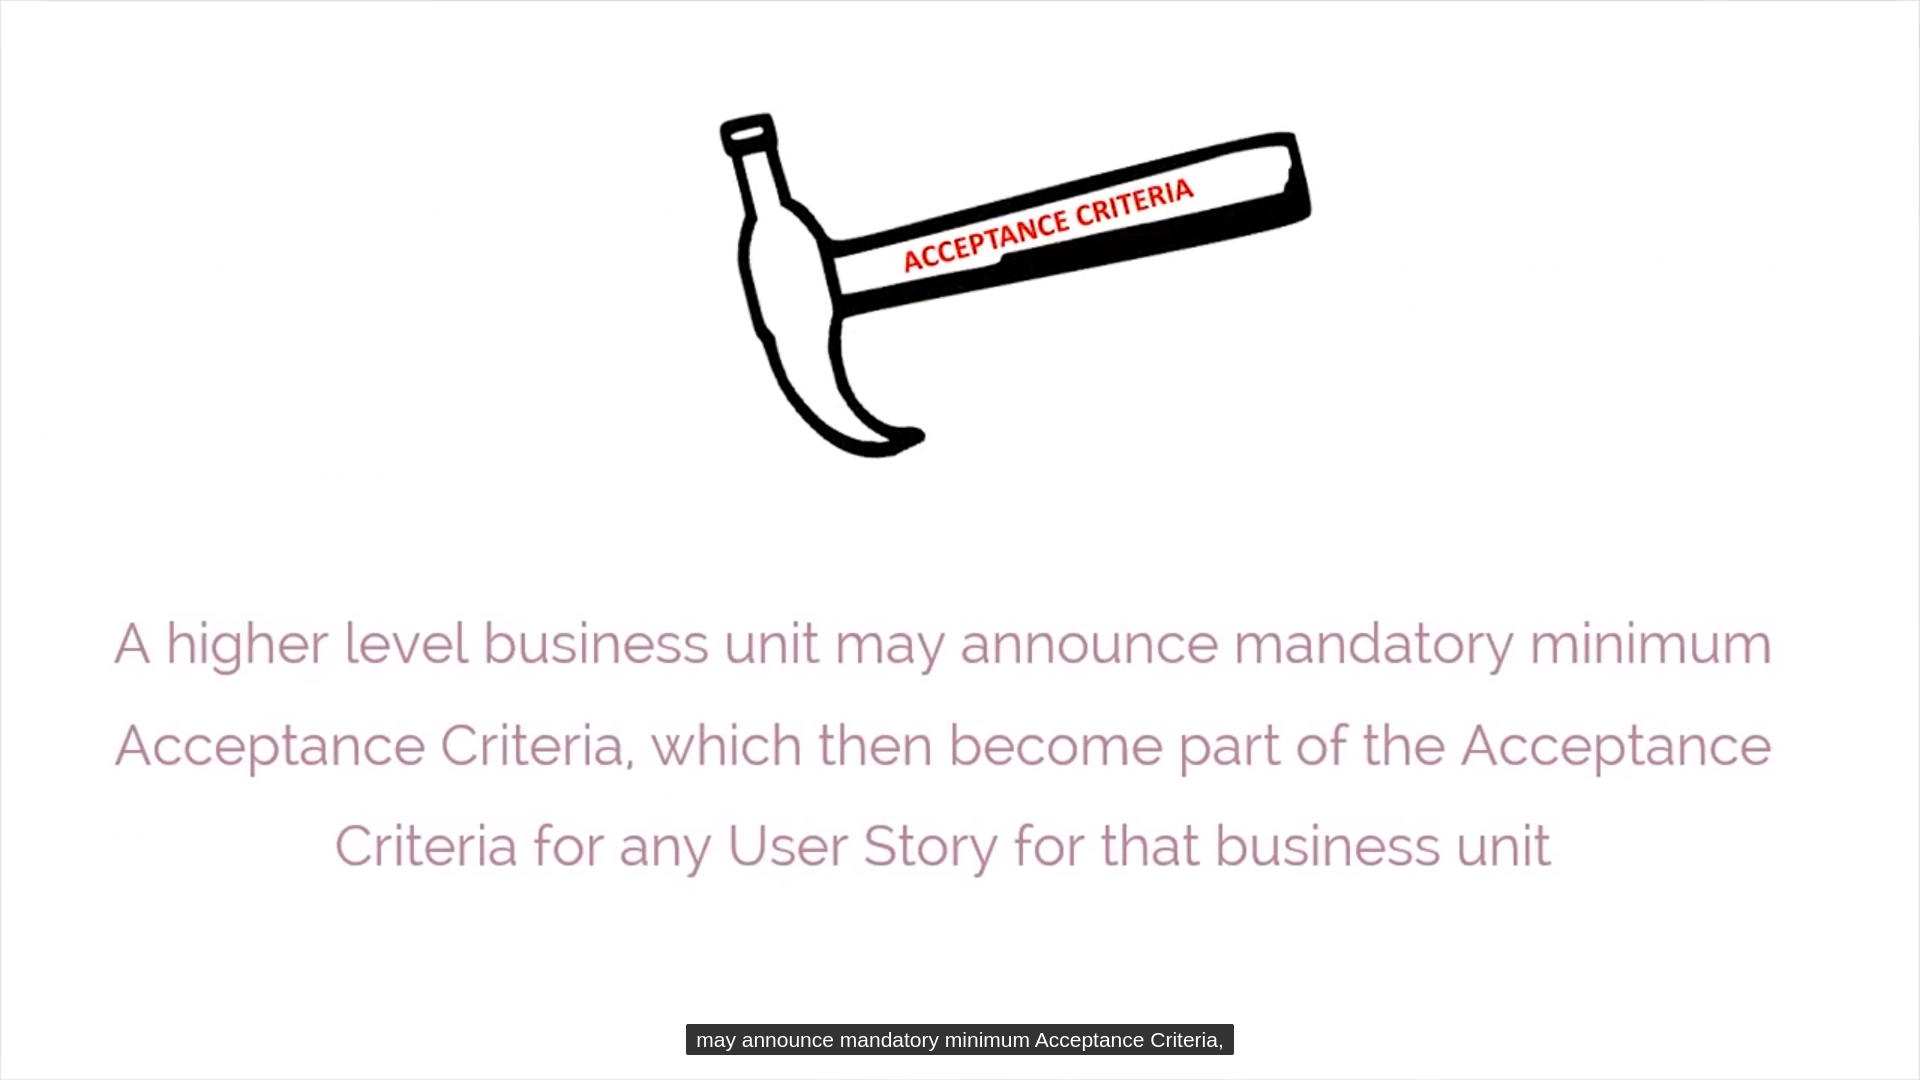 ACCEPTANCE CRITERIA
A higher level business unit may announce mandatory minimum
Acceptance Criteria, which then become part of the Acceptance
Criteria for any User Story for that business unit
may announce mandatory minimum Acceptance Criteria,